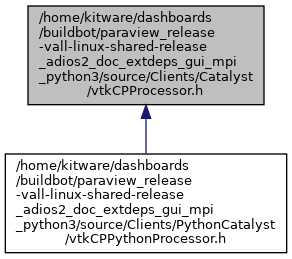 /home/kitware/dashboards
/buildbot/paraview_release
-vall-linux-shared-release
_adios2_doc_extdeps_gui_mpi
_python3/source/Clients/Catalyst
/vtkCPProcessor.h
/home/kitware/dashboards
/buildbot/paraview_release
-vall-linux-shared-release
_adios2_doc_extdeps_gui_mpi
_python3/source/Clients/PythonCatalyst
/vtkCPPythonProcessor.h